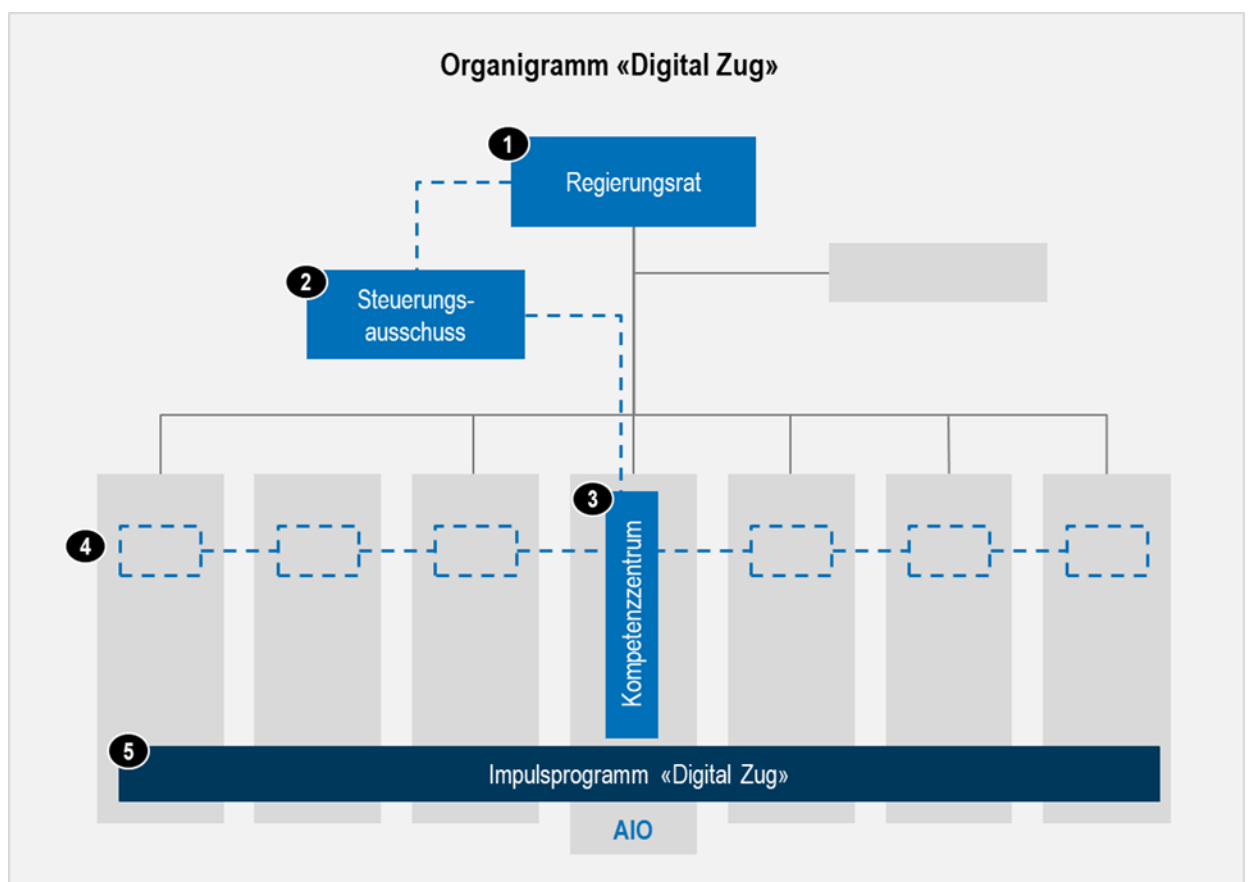 Organigramm «Digital Zug»
1
Regierungsrat
2
Steuerungs-
ausschuss
3
Kompetenzzentrum
4
5
Impulsprogramm «Digital Zug»
AIO